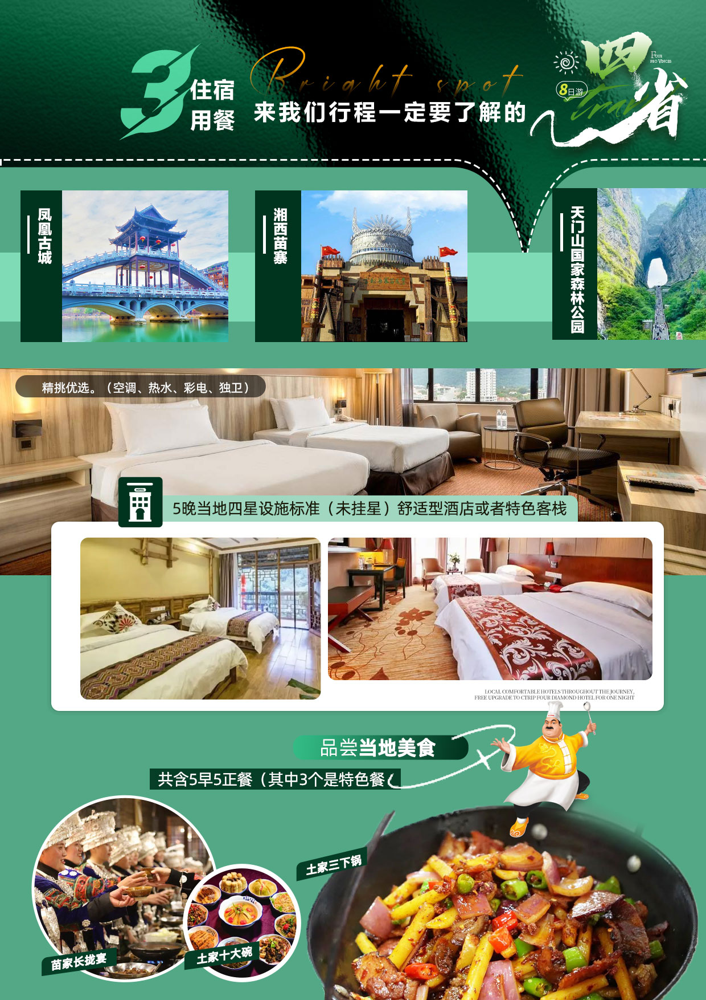 3
住宿
用餐
Bright spot
来我们行程一定要了解的
四省
FOUR
PRO VINCES
8日游
Travel
凤凰古城
湘西苗寨
天门山国家森林公园
精挑优选。（空调、热水、彩电、独卫）
HOTEL
5晚当地四星设施标准（未挂星）舒适型酒店或者特色客栈
LOCAL COMFORTABLE HOTELS THROUGHOUT THE JOURNEY,
FREE UPGRADE TO CTRIP FOUR DIAMOND HOTEL FOR ONE NIGHT
品尝当地美食
共含5早5正餐（其中3个是特色餐
土家三下锅
苗家长拢宴
土家十大碗